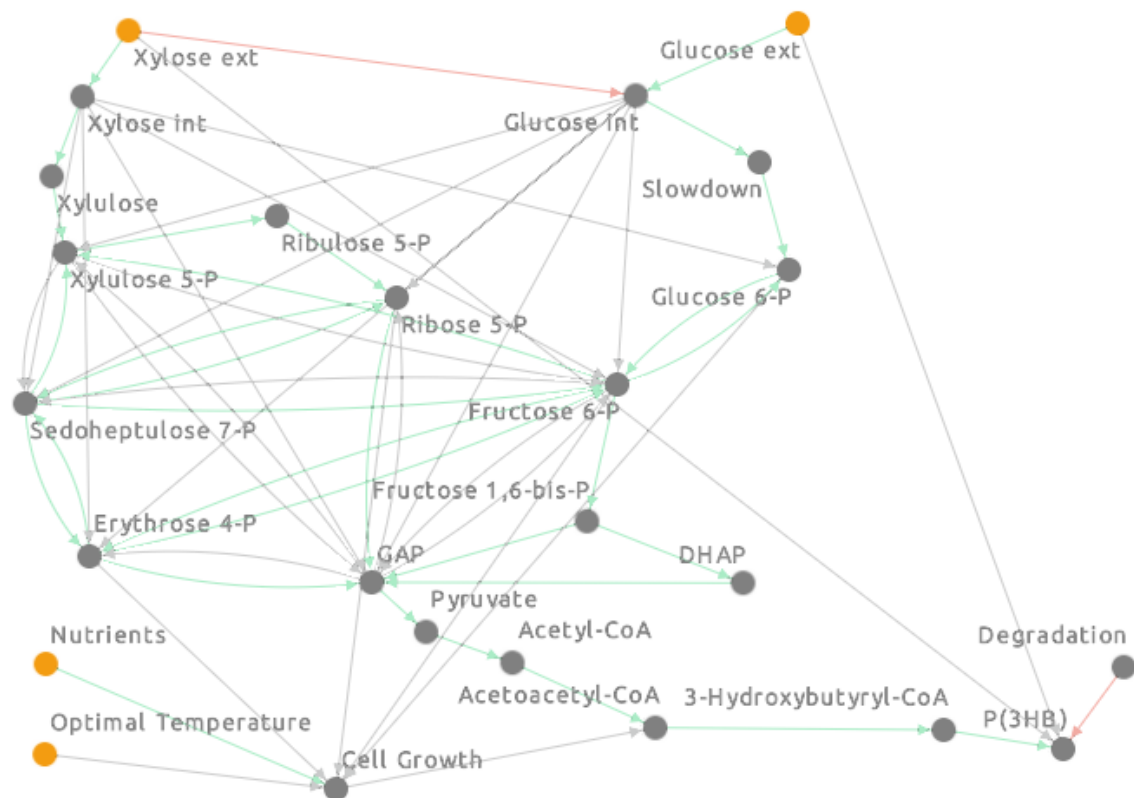 Xylose ext
Glucose ext
Xylose int
Glucose int
Slowdown
Xylulose
Ribulose 5-P
Xylulose 5-P
Glucose 6-P
Ribose 5-P
Fructose 6-P
Sedoheptulose 7-P
Fructose 1,6-bis-P
Erythrose 4-P
GAP
DHAP
Pyruvate
Acetyl-CoA
Nutrients
Degradation
Acetoacetyl-CoA
3-Hydroxybutyryl-CoA
P(3HB)
Optimal Temperature
Cell Growth